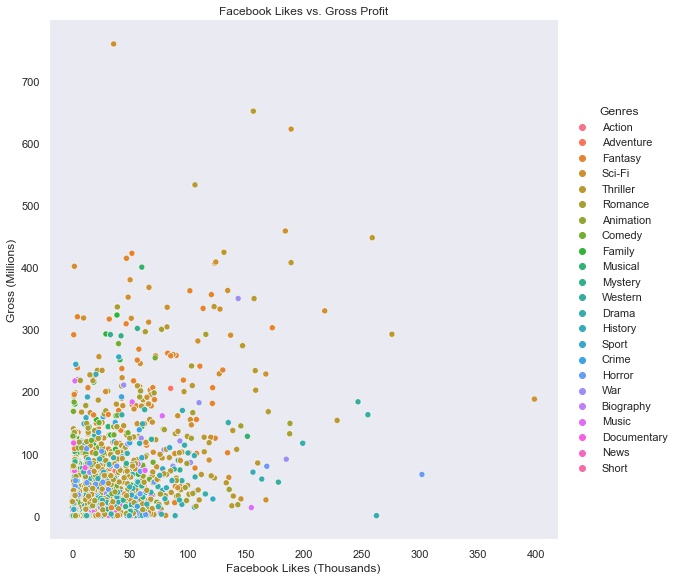 Facebook Likes vs. Gross Profit
700
600
500
400
300
200
100
0
Gross (Millions)
0 50 100 150 200 250 300 350 400
Facebook Likes (Thousands)
Genres
Action
Adventure
Fantasy
Sci-Fi
Thriller
Romance
Animation
Comedy
Family
Musical
Mystery
Western
Drama
History
Sport
Crime
Horror
War
Biography
Music
Documentary
News
Short